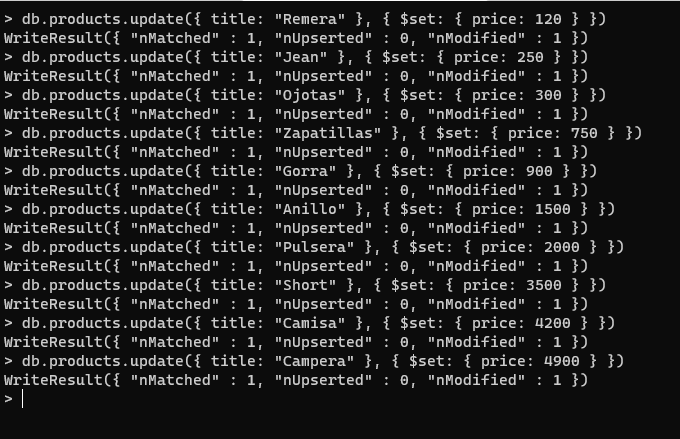 > db.products.update({ title: "Remera" }, { $set: { price: 120 } })
WriteResult({ "nMatched" : 1, "nUpserted" : 0, "nModified" : 1 })
> db.products.update({ title: "Jean" }, { $set: { price: 250 } })
WriteResult({ "nMatched" : 1, "nUpserted" : 0, "nModified" : 1 })
> db.products.update({ title: "Ojotas" }, { $set: { price: 300 } })
WriteResult({ "nMatched" : 1, "nUpserted" : 0, "nModified" : 1 })
> db.products.update({ title: "Zapatillas" }, { $set: { price: 750 } })
WriteResult({ "nMatched" : 1, "nUpserted" : 0, "nModified" : 1 })
> db.products.update({ title: "Gorra" }, { $set: { price: 900 } })
WriteResult({ "nMatched" : 1, "nUpserted" : 0, "nModified" : 1 })
> db.products.update({ title: "Anillo" }, { $set: { price: 1500 } })
WriteResult({ "nMatched" : 1, "nUpserted" : 0, "nModified" : 1 })
> db.products.update({ title: "Pulsera" }, { $set: { price: 2000 } })
WriteResult({ "nMatched" : 1, "nUpserted" : 0, "nModified" : 1 })
> db.products.update({ title: "Short" }, { $set: { price: 3500 } })
WriteResult({ "nMatched" : 1, "nUpserted" : 0, "nModified" : 1 })
> db.products.update({ title: "Camisa" }, { $set: { price: 4200 } })
WriteResult({ "nMatched" : 1, "nUpserted" : 0, "nModified" : 1 })
> db.products.update({ title: "Campera" }, { $set: { price: 4900 } })
WriteResult({ "nMatched" : 1, "nUpserted" : 0, "nModified" : 1 })
>